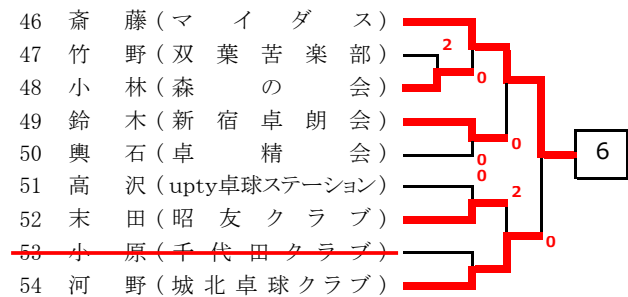 46 斎 藤 ( マ イ ダ ス )
47 竹 野 ( 双 葉 苦 楽 部 )
48 小 林 ( 森 の 会 )
49 鈴 木 ( 新 宿 卓 朗 会 )
50 輿 石 ( 卓 精 会 )
51 高 沢 ( upty卓球ステーション )
52 末 田 ( 昭 友 ク ラ ブ )
53 小 原 ( 千 代 田 ク ラ ブ )
54 河 野 ( 城 北 卓 球 ク ラ ブ )
2
0
0
0
0
2
0
6